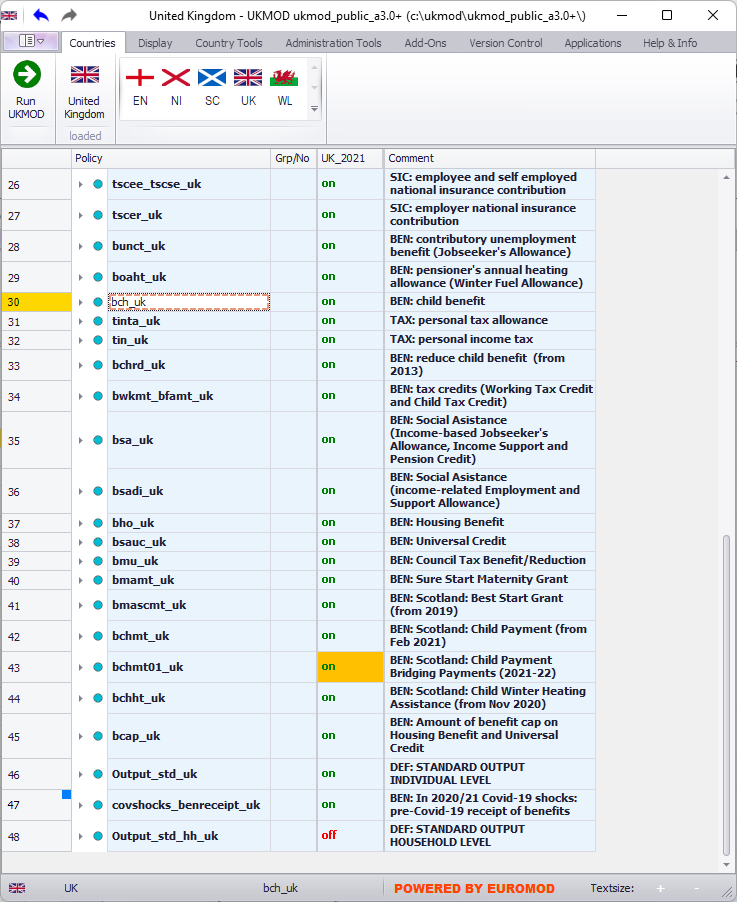 United Kingdom - UKMOD ukmod_public_a3.0+ (c:\ukmod\ukmod_public_a3.0+\)
Countries Display Country Tools Administration Tools Add-Ons Version Control Applications Help & Info
Run
UKMOD
United
Kingdom
loaded
EN NI SC UK WL
Policy Grp/No UK_2021 Comment
26 tscee_tscse_uk on SIC: employee and self employed
national insurance contribution
27 tscer_uk on SIC: employer national insurance
contribution
28 bunct_uk on BEN: contributory unemployment
benefit (Jobseeker's Allowance)
29 boaht_uk on BEN: pensioner's annual heating
allowance (Winter Fuel Allowance)
30 bch_uk on BEN: child benefit
31 tinta_uk on TAX: personal tax allowance
32 tin_uk on TAX: personal income tax
33 bchrd_uk on BEN: reduce child benefit (from
2013)
34 bwkmt_bfamt_uk on BEN: tax credits (Working Tax Credit
and Child Tax Credit)
35 bsa_uk on BEN: Social Asistance
(Income-based Jobseeker's
Allowance, Income Support and
Pension Credit)
36 bsadi_uk on BEN: Social Asistance
(income-related Employment and
Support Allowance)
37 bho_uk on BEN: Housing Benefit
38 bsauc_uk on BEN: Universal Credit
39 bmu_uk on BEN: Council Tax Benefit/Reduction
40 bmamt_uk on BEN: Sure Start Maternity Grant
41 bmascmt_uk on BEN: Scotland: Best Start Grant
(from 2019)
42 bchmt_uk on BEN: Scotland: Child Payment (from
Feb 2021)
43 bchmt01_uk on BEN: Scotland: Child Payment
Bridging Payments (2021-22)
44 bchht_uk on BEN: Scotland: Child Winter Heating
Assistance (from Nov 2020)
45 bcap_uk on BEN: Amount of benefit cap on
Housing Benefit and Universal
Credit
46 Output_std_uk on DEF: STANDARD OUTPUT
INDIVIDUAL LEVEL
47 covshocks_benreceipt_uk on BEN: In 2020/21 Covid-19 shocks:
pre-Covid-19 receipt of benefits
48 Output_std_hh_uk off DEF: STANDARD OUTPUT
HOUSEHOLD LEVEL
UK bch_uk POWERED BY EUROMOD Textsize: + -